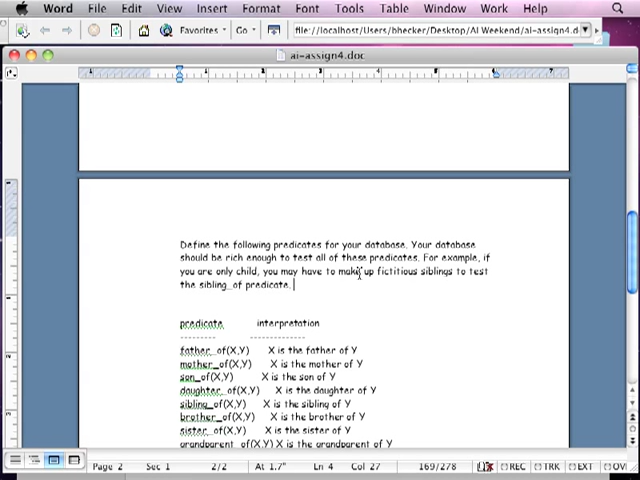 Word File Edit View Insert Format Font Tools Table Window Work Help
Favorites Go file://localhost/Users/bhecker/Desktop/AI Weekend/ai-assign4.d
ai-assign4.doc
Define the following predicates for your database. Your database
should be rich enough to test all of these predicates. For example, if
you are only child, you may have to make up fictitious siblings to test
the sibling_of predicate.
predicate interpretation
--------- --------------
father_of(X,Y) X is the father of Y
mother_of(X,Y) X is the mother of Y
son_of(X,Y) X is the son of Y
daughter_of(X,Y) X is the daughter of Y
sibling_of(X,Y) X is the sibling of Y
brother_of(X,Y) X is the brother of Y
sister_of(X,Y) X is the sister of Y
grandparent_of(X,Y) X is the grandparent of Y
Page 2 Sec 1 2/2 At 1.7" Ln 4 Col 27 169/278 REC TRK EXT OV